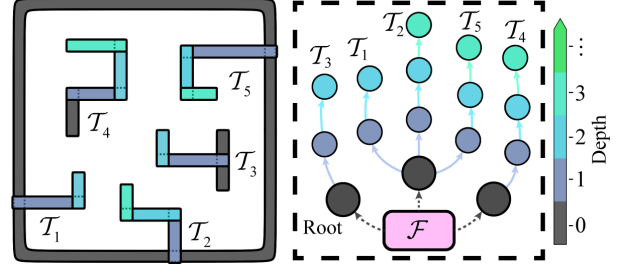 𝒯₄
𝒯₅
𝒯₃
𝒯₁
𝒯₂
𝒯₃
𝒯₁
𝒯₂
𝒯₅
𝒯₄
Root
ℱ
⋮
3
2
1
0
Depth